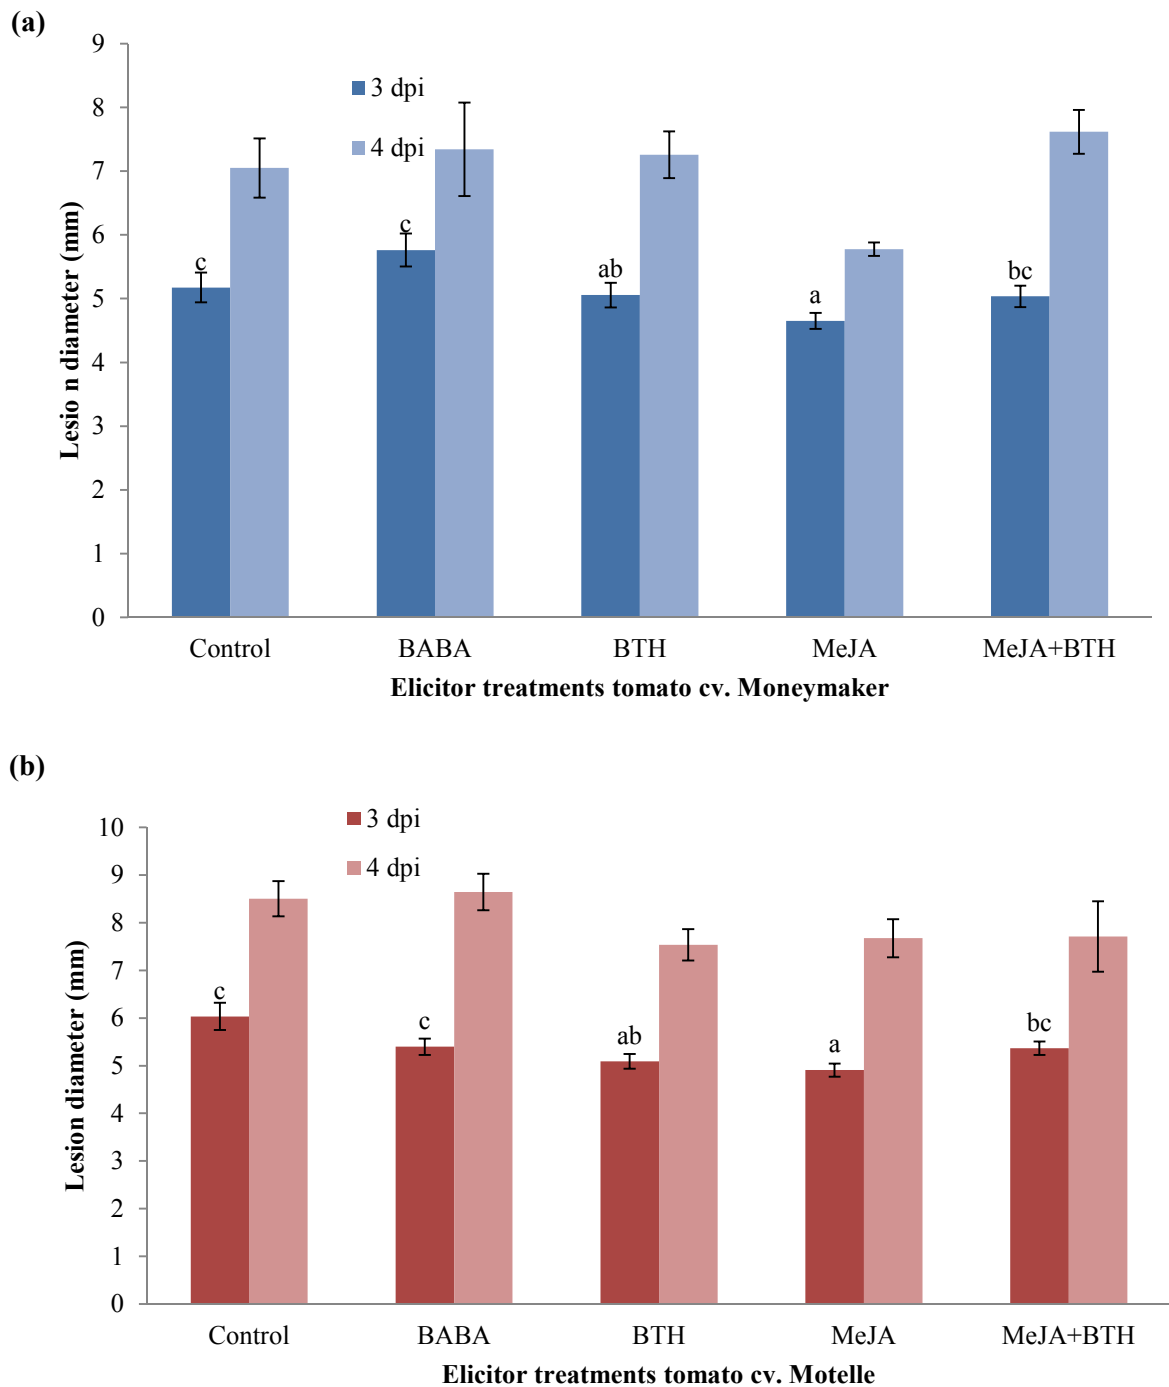 (a)
9
8
7
6
5
4
3
2
1
0
Lesio n diameter (mm)
3 dpi
4 dpi
c
c
ab
a
bc
Control
BABA
BTH
MeJA
MeJA+BTH
Elicitor treatments tomato cv. Moneymaker
(b)
10
9
8
7
6
5
4
3
2
1
0
Lesion diameter (mm)
3 dpi
4 dpi
c
c
ab
a
bc
Control
BABA
BTH
MeJA
MeJA+BTH
Elicitor treatments tomato cv. Motelle